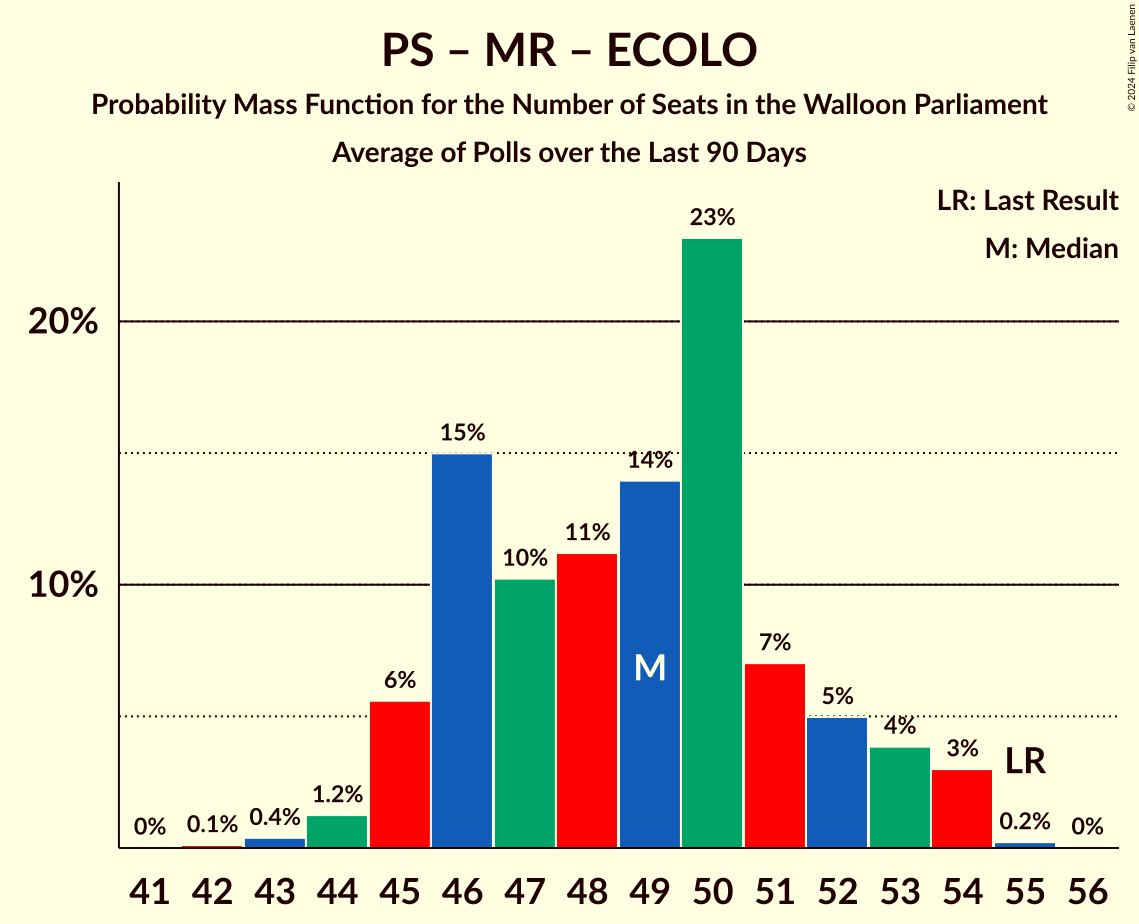 PS – MR – ECOLO
Probability Mass Function for the Number of Seats in the Walloon Parliament
Average of Polls over the Last 90 Days
© 2024 Filip van Laenen
LR: Last Result
M: Median
20%
10%
0%
0.1%
0.4%
1.2%
6%
15%
10%
11%
14%
23%
7%
5%
4%
3%
0.2%
0%
M
LR
41 42 43 44 45 46 47 48 49 50 51 52 53 54 55 56